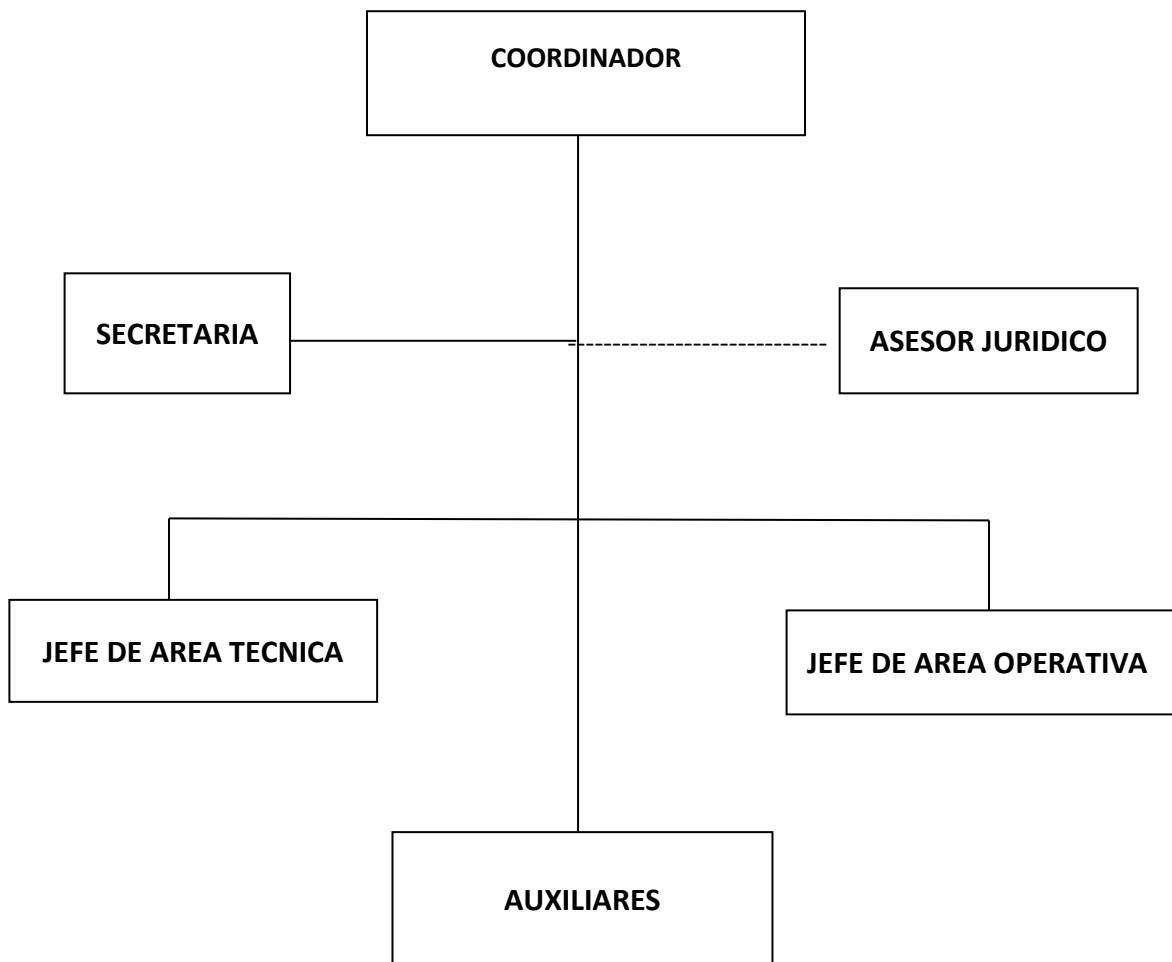 COORDINADOR
SECRETARIA
ASESOR JURIDICO
JEFE DE AREA TECNICA
JEFE DE AREA OPERATIVA
AUXILIARES